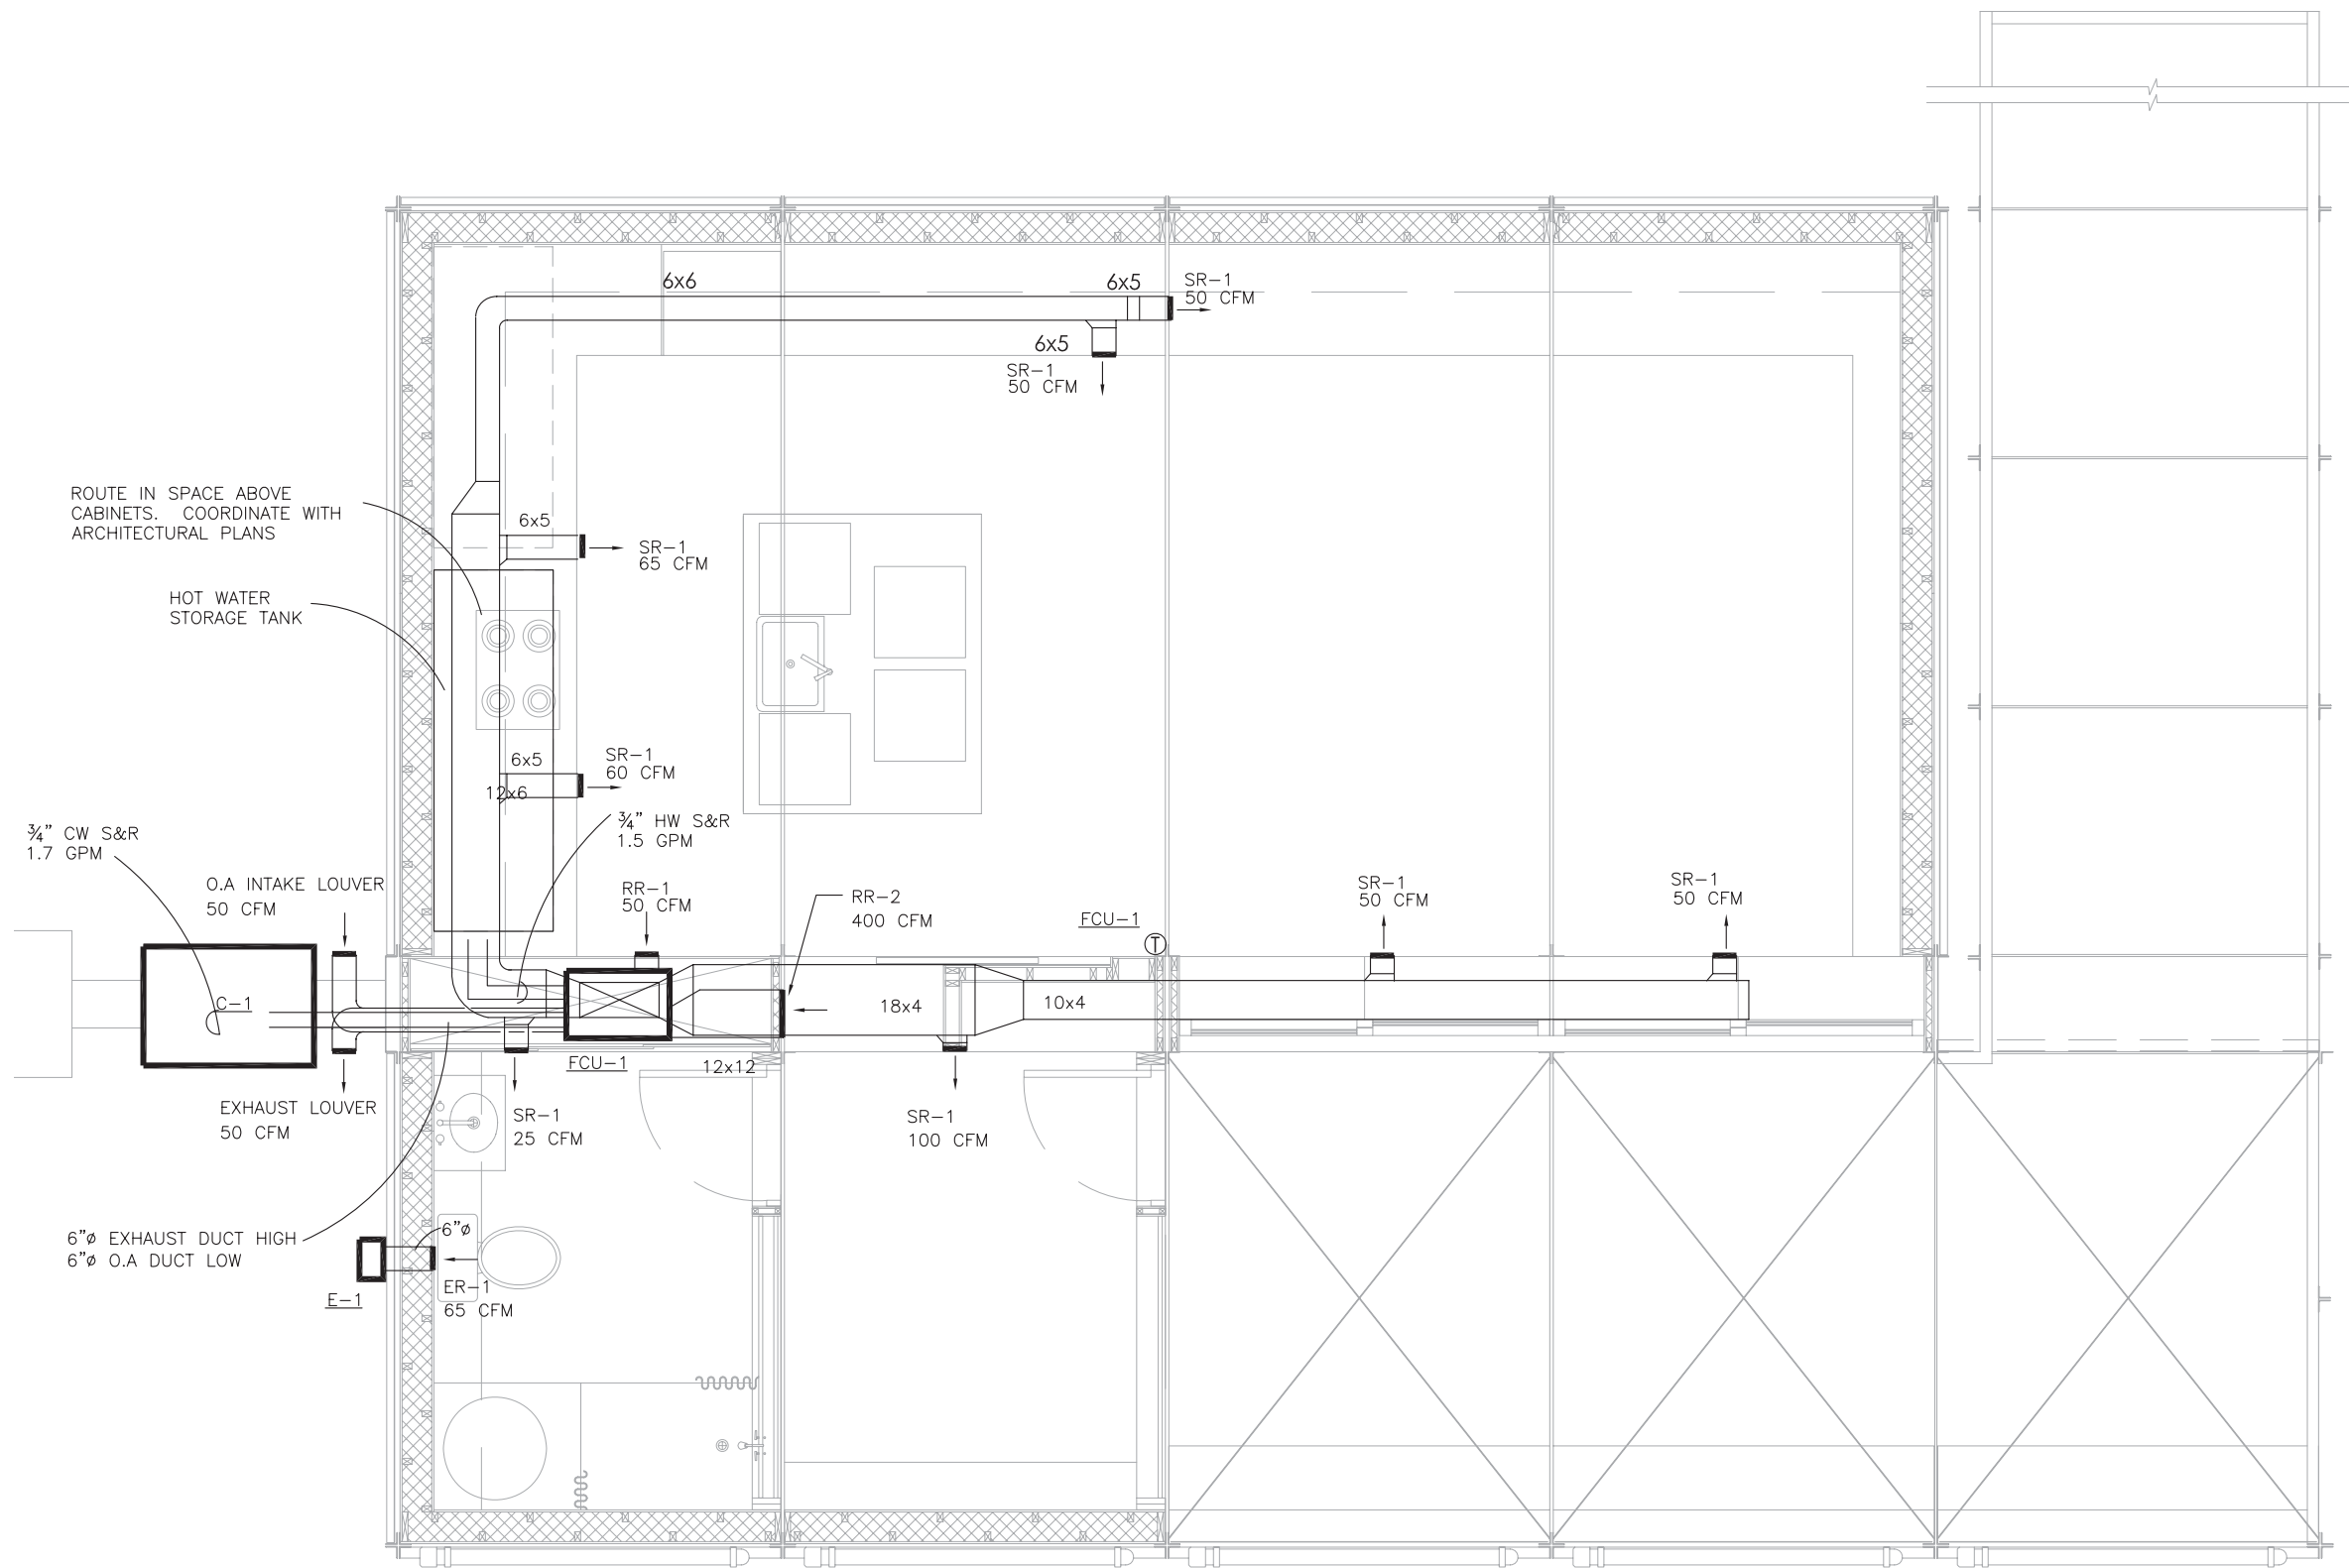 6x6
6x5
SR-1
50 CFM
6x5
SR-1
50 CFM
ROUTE IN SPACE ABOVE
CABINETS. COORDINATE WITH
ARCHITECTURAL PLANS
6x5
SR-1
65 CFM
HOT WATER
STORAGE TANK
6x5
SR-1
60 CFM
12x6
¾” CW S&R
1.7 GPM
¾” HW S&R
1.5 GPM
O.A INTAKE LOUVER
50 CFM
RR-1
50 CFM
RR-2
400 CFM
FCU-1
T
SR-1
50 CFM
SR-1
50 CFM
C-1
18x4
10x4
FCU-1
12x12
EXHAUST LOUVER
50 CFM
SR-1
25 CFM
SR-1
100 CFM
6”ø EXHAUST DUCT HIGH
6”ø O.A DUCT LOW
6”ø
E-1
ER-1
65 CFM